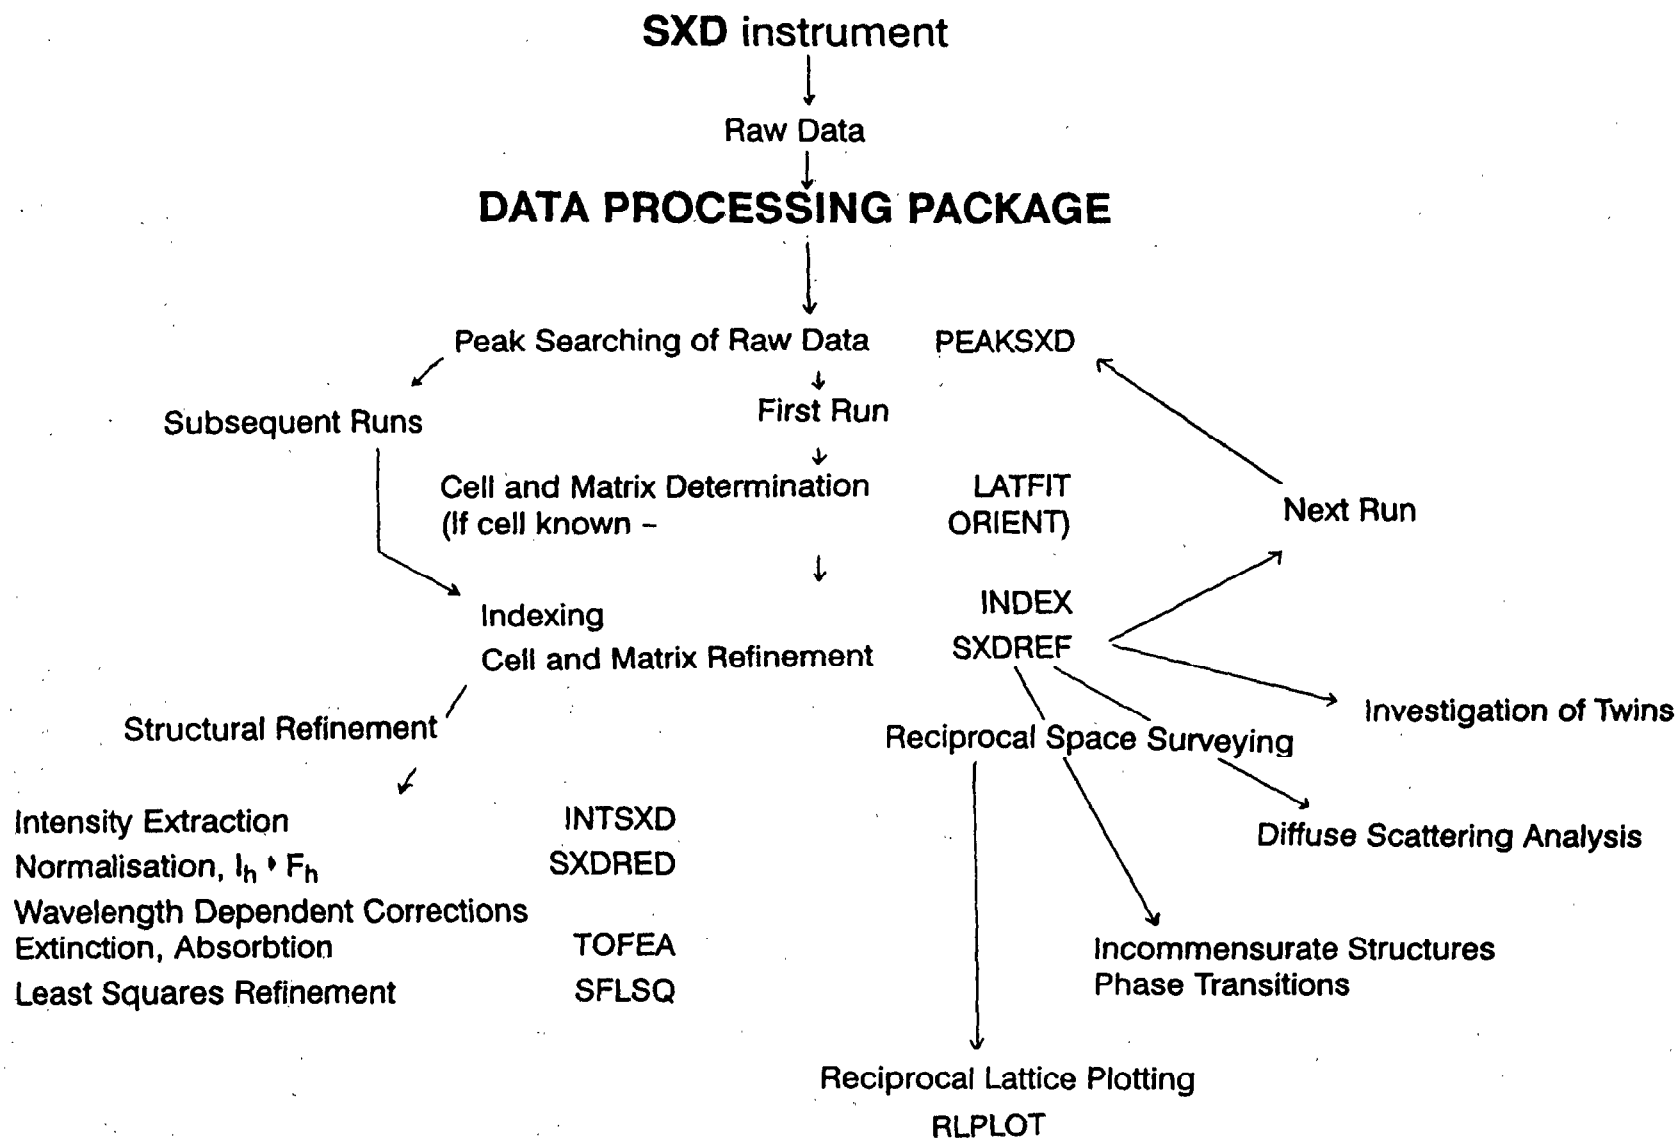 SXD instrument
Raw Data
DATA PROCESSING PACKAGE
Peak Searching of Raw Data PEAKSXD
Subsequent Runs
First Run
Cell and Matrix Determination LATFIT
(If cell known – ORIENT)
Next Run
Indexing INDEX
Cell and Matrix Refinement SXDREF
Structural Refinement
Investigation of Twins
Reciprocal Space Surveying
Intensity Extraction INTSXD
Diffuse Scattering Analysis
Normalisation, Ih ➧ Fh SXDRED
Wavelength Dependent Corrections
Extinction, Absorbtion TOFEA
Incommensurate Structures
Phase Transitions
Least Squares Refinement SFLSQ
Reciprocal Lattice Plotting
RLPLOT